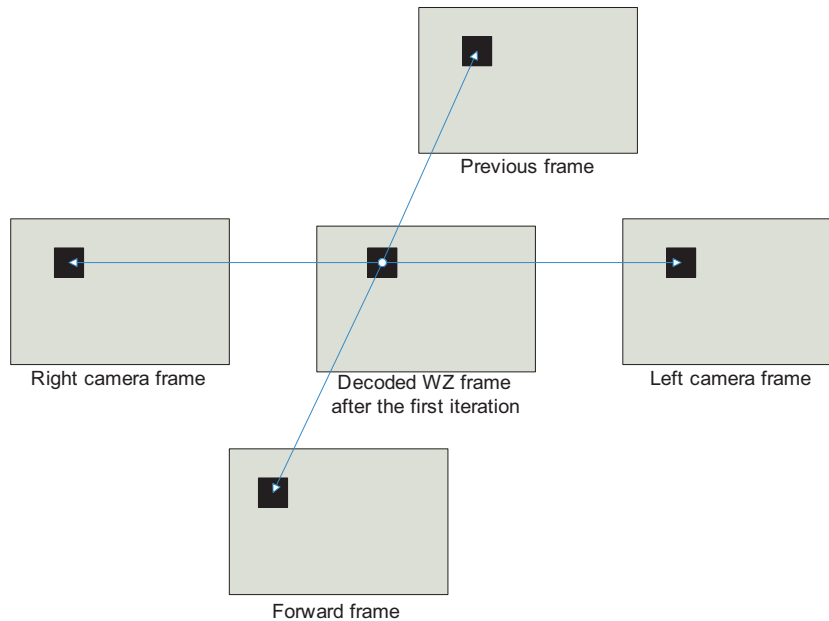 Previous frame
Right camera frame
Decoded WZ frame
after the first iteration
Left camera frame
Forward frame